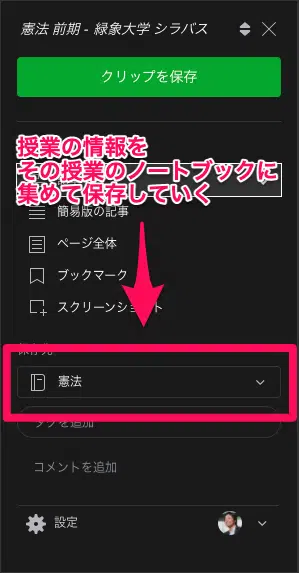 憲法 前期 - 緑象大学 シラバス
クリップを保存
授業の情報を
その授業のノートブックに
集めて保存していく
簡易版の記事
ページ全体
ブックマーク
スクリーンショット
保存先
憲法
タグを追加
コメントを追加
設定